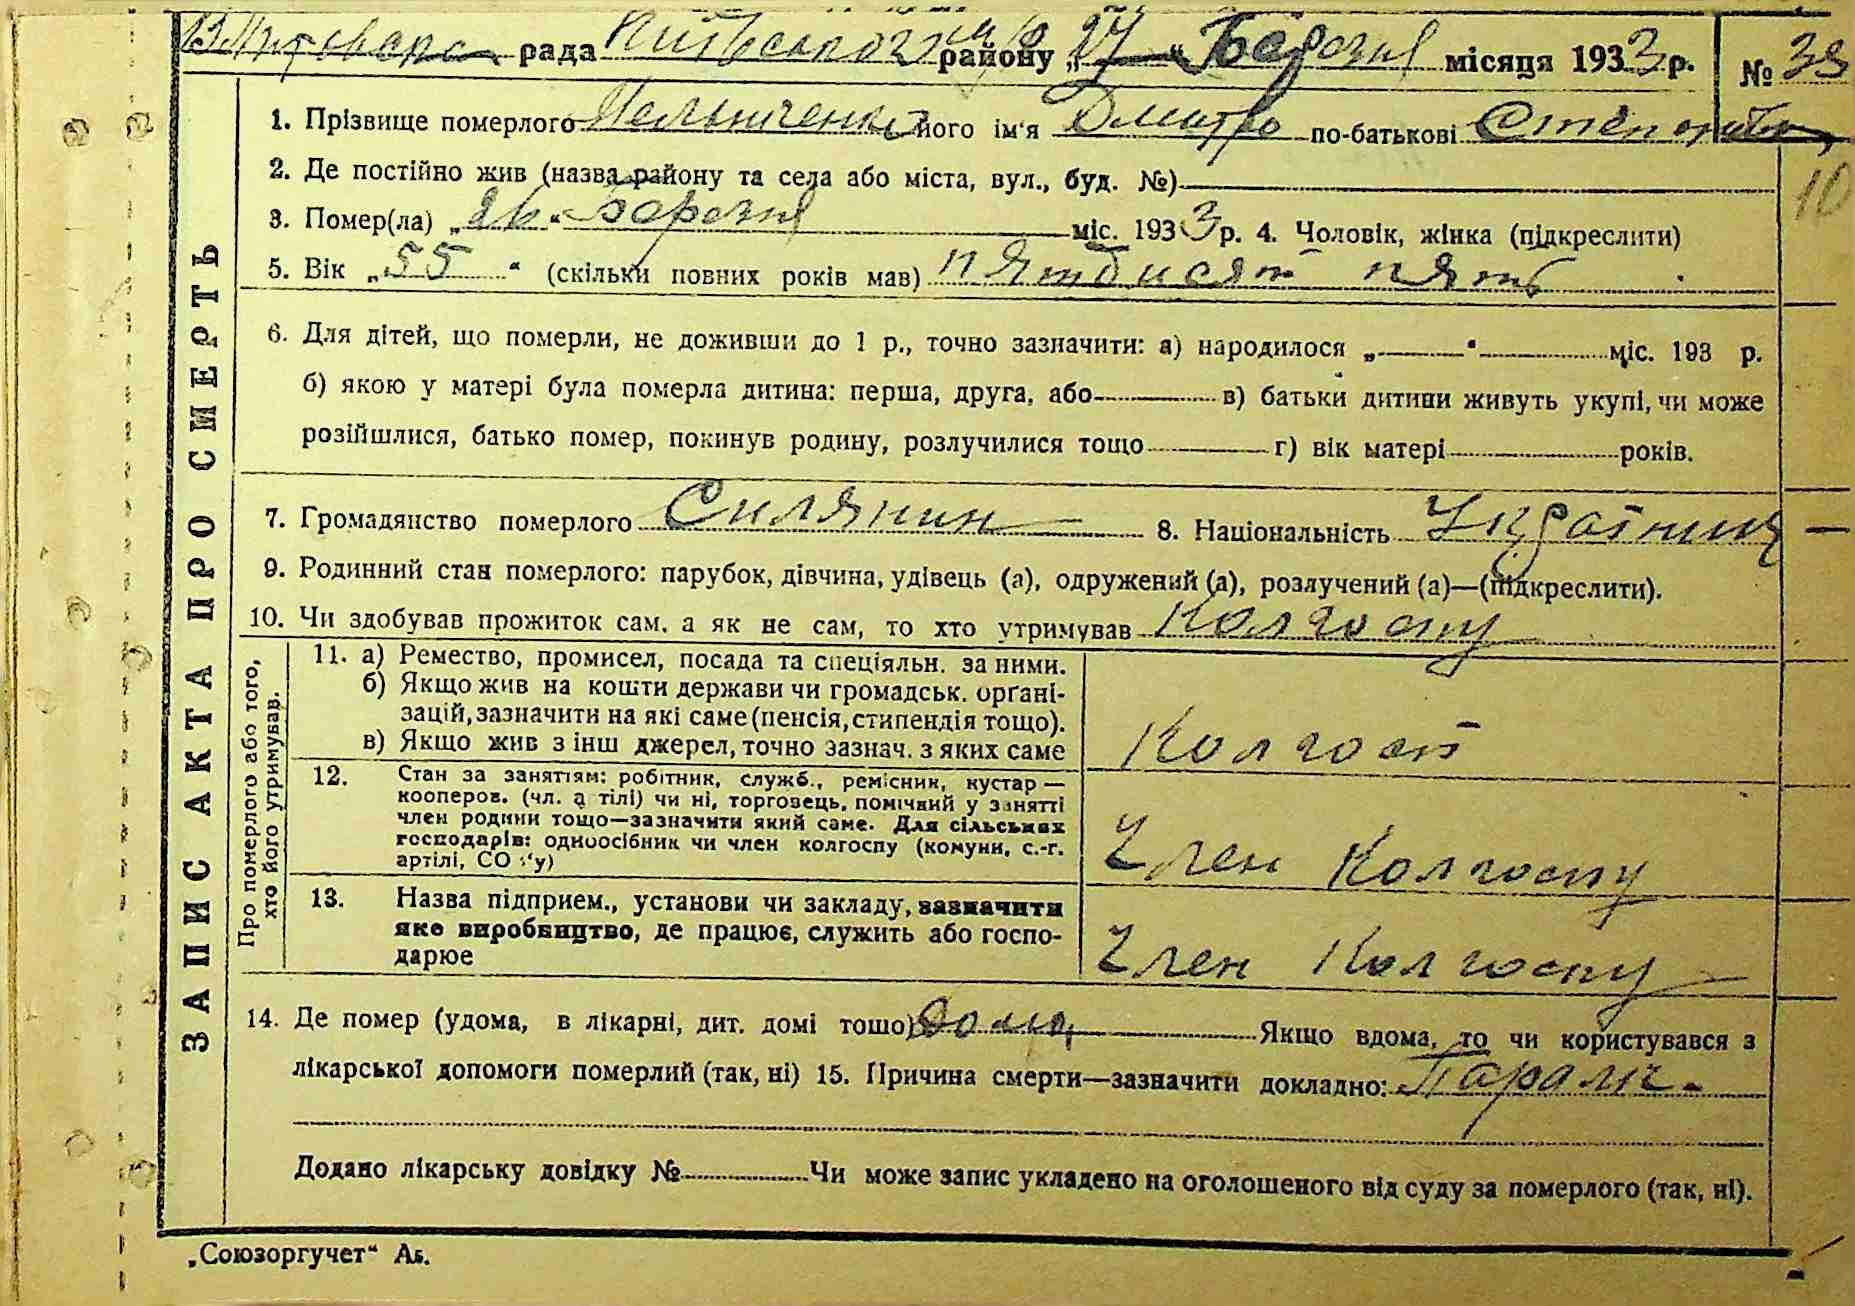 рада района „27“ Березня місяця 1933 р. №
ЗАПИС АКТА ПРО СМЕРТЬ
1. Прізвище померлого його ім'я Дмитро по-батькові
2. Де постійно жив (назва району та села або міста, вул., буд. №)
10
3. Помер(ла) „26“ Березня міс. 1933 р. 4. Чоловік, жінка (підкреслити)
5. Вік „55“ (скільки повних років мав) пятдисят пять
6. Для дітей, що померли, не доживши до 1 р., точно зазначити: а) народилося „ “ міс. 193 р.
б) якою у матері була померла дитина: перша, друга, або в) батьки дитини живуть укупі, чи може
розійшлися, батько помер, покинув родину, розлучилися тощо г) вік матері років.
7. Громадянство померлого Силянин 8. Національність Українець
9. Родинний стан померлого: парубок, дівчина, удівець (а), одружений (а), розлучений (а)—(підкреслити).
10. Чи здобував прожиток сам, а як не сам, то хто утримував Колгоспу
Про померлого або того,
хто його утримував.
11. а) Ремество, промисел, посада та спеціяльн. за ними.
б) Якщо жив на кошти держави чи громадськ. організацій, зазначити на які саме (пенсія, стипендія тощо).
в) Якщо жив з інш джерел, точно зазнач. з яких саме
Колгосп
12. Стан за заняттям: робітник, служб., ремісник, кустар —
кооперов. (чл. а тілі) чи ні, торговець, помічний у занятті
член родини тощо—зазначити який саме. Для сільських
господарів: одноосібник чи член колгоспу (комуни, с.-г.
артілі, СО у)
Член Колгоспу
13. Назва підприєм., установи чи закладу, зазначити
яке виробництво, де працює, служить або господарює
Член Колгоспу
14. Де помер (удома, в лікарні, дит. домі тощо) дома Якщо вдома, то чи користувався з
лікарської допомоги померлий (так, ні) 15. Причина смерти—зазначити докладно: Параліч
Додано лікарську довідку № Чи може запис укладено на оголошеного від суду за померлого (так, ні).
„Союзоргучет“